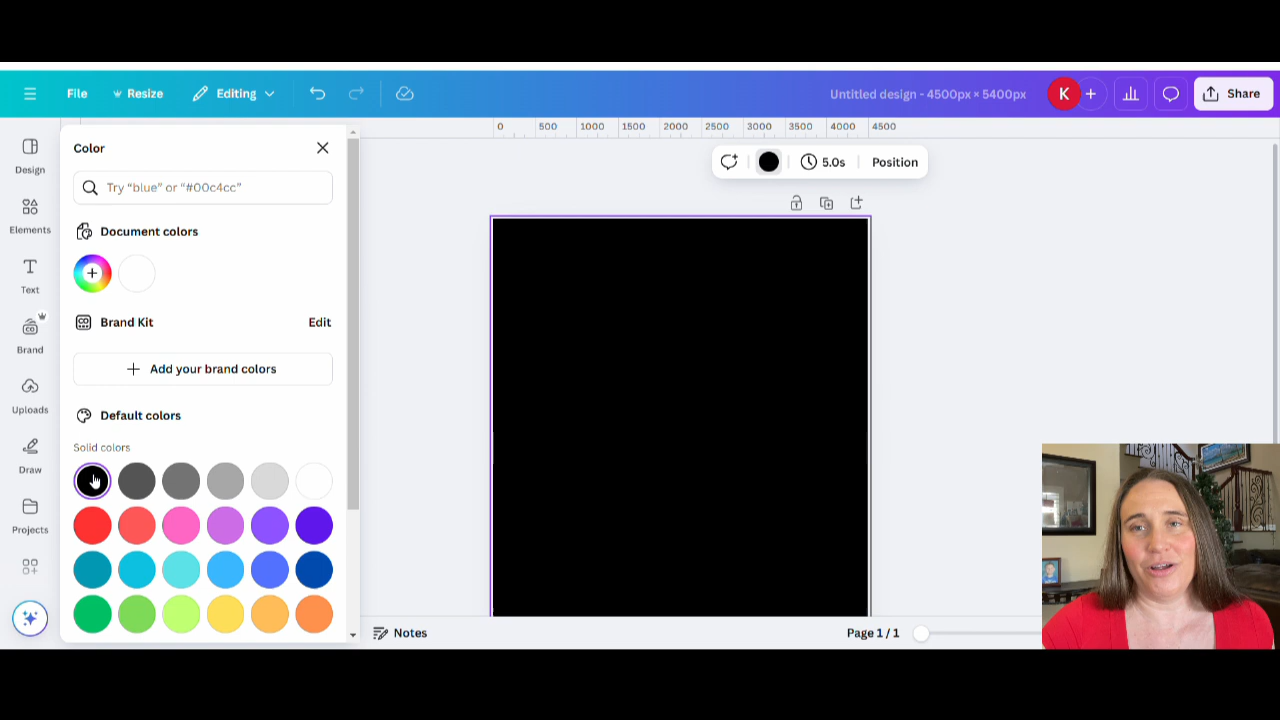 File Resize Editing Untitled design - 4500px × 5400px K Share
0 500 1000 1500 2000 2500 3000 3500 4000 4500
Design
Elements
Text
Brand
Uploads
Draw
Projects
Color
Try “blue” or “#00c4cc”
Document colors
Brand Kit Edit
CO
Add your brand colors
Default colors
Solid colors
5.0s Position
Notes Page 1 / 1